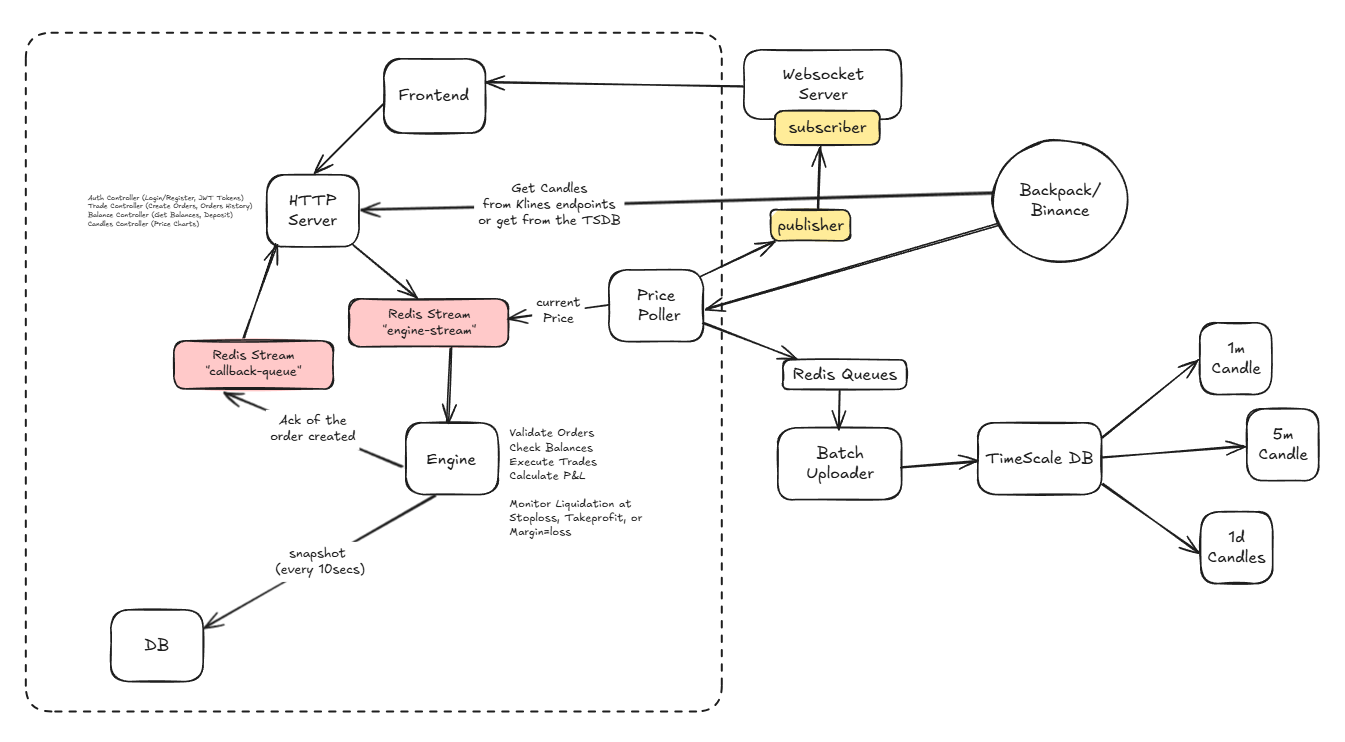 Frontend
Websocket
Server
subscriber
HTTP
Server
Auth Controller (Login/Register, JWT Tokens)
Trade Controller (Create Orders, Orders History)
Balance Controller (Get Balances, Deposit)
Candles Controller (Price Charts)
Get Candles
from Klines endpoints
or get from the TSDB
Backpack/
Binance
publisher
Price
Poller
current
Price
Redis Stream
"engine-stream"
Redis Stream
"callback-queue"
Redis Queues
1m
Candle
Ack of the
order created
Engine
Validate Orders
Check Balances
Execute Trades
Calculate P&L
Monitor Liquidation at
Stoploss, Takeprofit, or
Margin=loss
Batch
Uploader
TimeScale DB
5m
Candle
1d
Candles
snapshot
(every 10secs)
DB